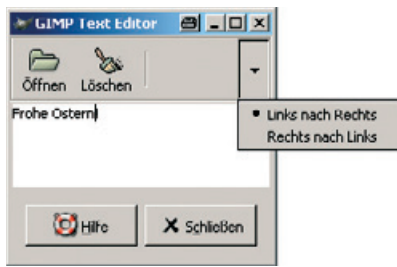 GIMP Text Editor
Öffnen Löschen
Frohe Ostern
Links nach Rechts
Rechts nach Links
Hilfe Schließen